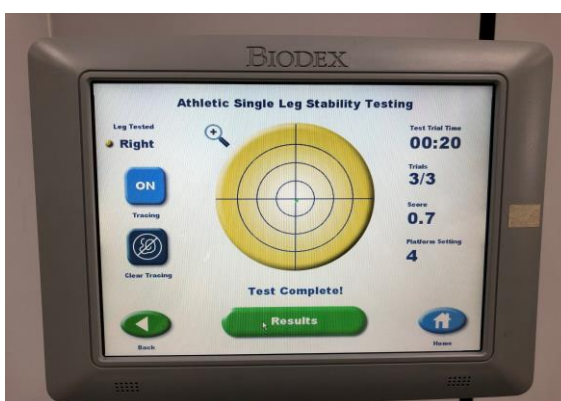 BIODEX
Athletic Single Leg Stability Testing
Leg Tested
Right
ON
Tracing
Clear Tracing
Test Trial Time
00:20
Trials
3/3
Score
0.7
Platform Setting
4
Test Complete!
Results
Back
Home